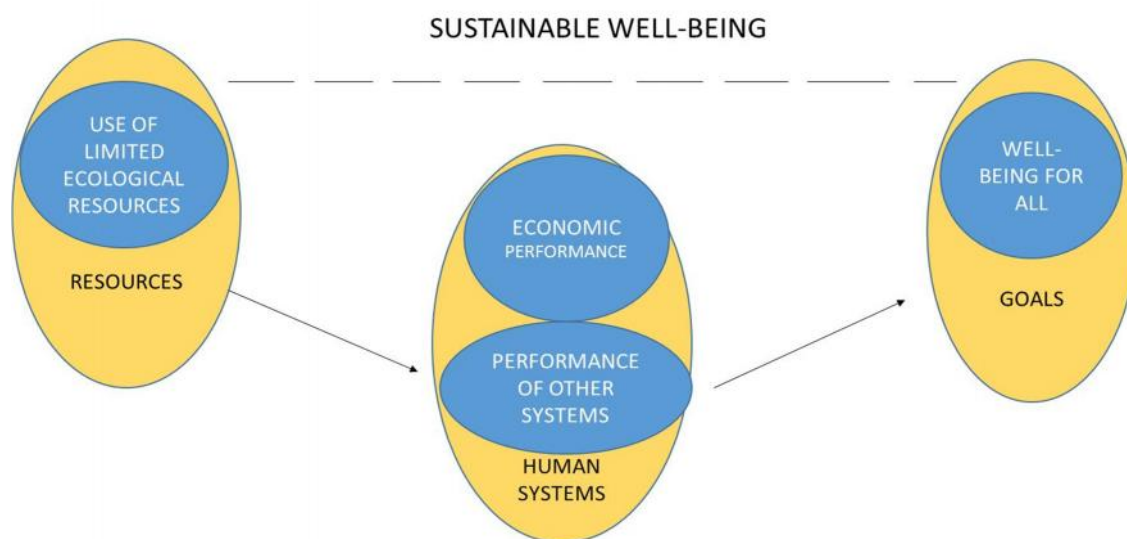 SUSTAINABLE WELL-BEING
USE OF
LIMITED
ECOLOGICAL
RESOURCES
RESOURCES
ECONOMIC
PERFORMANCE
PERFORMANCE
OF OTHER
SYSTEMS
HUMAN
SYSTEMS
WELL-
BEING FOR
ALL
GOALS